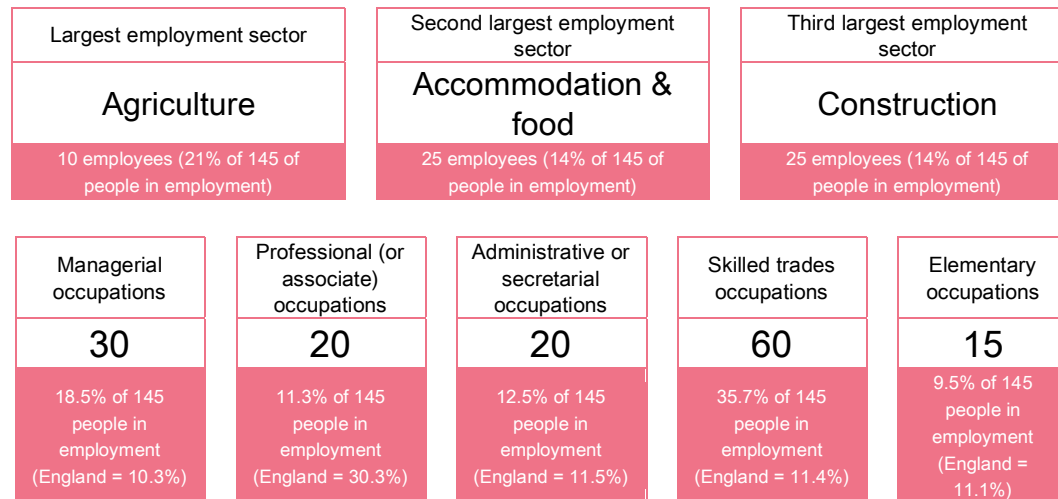 Largest employment sector
Agriculture
10 employees (21% of 145 of
people in employment)
Second largest employment
sector
Accommodation &
food
25 employees (14% of 145 of
people in employment)
Third largest employment
sector
Construction
25 employees (14% of 145 of
people in employment)
Managerial
occupations
30
18.5% of 145
people in
employment
(England = 10.3%)
Professional (or
associate)
occupations
20
11.3% of 145
people in
employment
(England = 30.3%)
Administrative or
secretarial
occupations
20
12.5% of 145
people in
employment
(England = 11.5%)
Skilled trades
occupations
60
35.7% of 145
people in
employment
(England = 11.4%)
Elementary
occupations
15
9.5% of 145
people in
employment
(England =
11.1%)